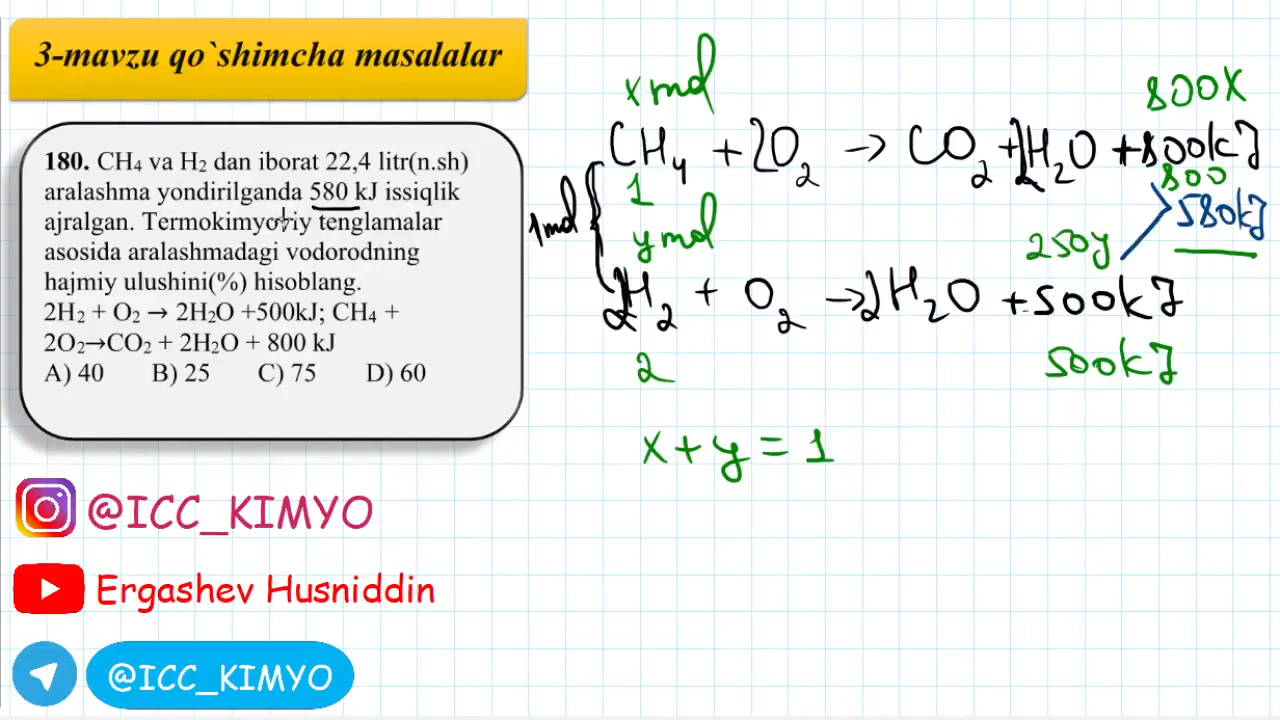 3-mavzu qo`shimcha masalalar
180. CH₄ va H₂ dan iborat 22,4 litr(n.sh)
aralashma yondirilganda 580 kJ issiqlik
ajralgan. Termokimyoviy tenglamalar
asosida aralashmadagi vodorodning
hajmiy ulushini(%) hisoblang.
2H₂ + O₂ → 2H₂O +500kJ; CH₄ +
2O₂→CO₂ + 2H₂O + 800 kJ
A) 40 B) 25 C) 75 D) 60
@ICC_KIMYO
Ergashev Husniddin
@ICC_KIMYO
x mol 800x
CH₄ + 2O₂ → CO₂ + 2H₂O + 800kJ
1 800
1mol
580kJ
y mol 250y
2H₂ + O₂ → 2H₂O + 500kJ
2 500kJ
x + y = 1